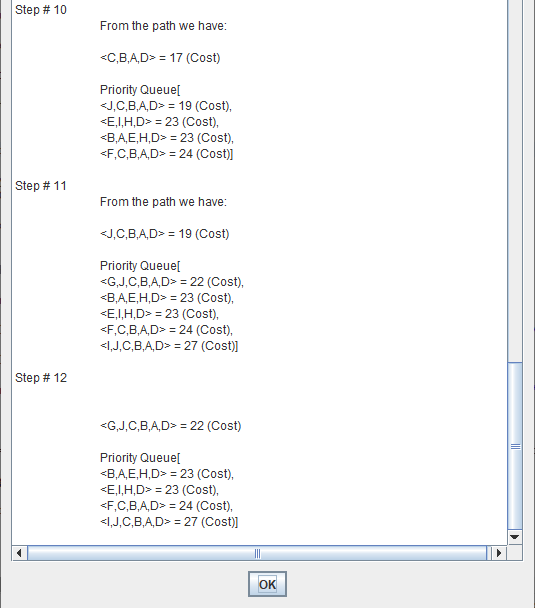 Step # 10
From the path we have:
<C,B,A,D> = 17 (Cost)
Priority Queue[
<J,C,B,A,D> = 19 (Cost),
<E,I,H,D> = 23 (Cost),
<B,A,E,H,D> = 23 (Cost),
<F,C,B,A,D> = 24 (Cost)]
Step # 11
From the path we have:
<J,C,B,A,D> = 19 (Cost)
Priority Queue[
<G,J,C,B,A,D> = 22 (Cost),
<B,A,E,H,D> = 23 (Cost),
<E,I,H,D> = 23 (Cost),
<F,C,B,A,D> = 24 (Cost),
<I,J,C,B,A,D> = 27 (Cost)]
Step # 12
<G,J,C,B,A,D> = 22 (Cost)
Priority Queue[
<B,A,E,H,D> = 23 (Cost),
<E,I,H,D> = 23 (Cost),
<F,C,B,A,D> = 24 (Cost),
<I,J,C,B,A,D> = 27 (Cost)]
OK